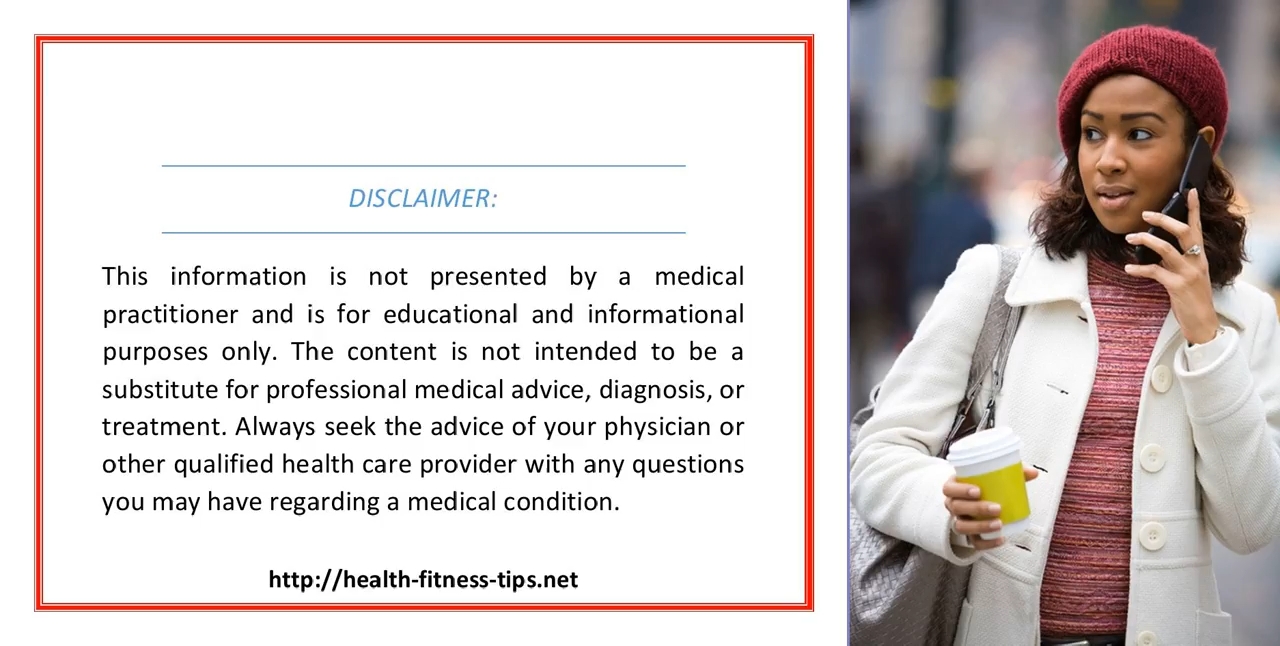 DISCLAIMER:
This information is not presented by a medical
practitioner and is for educational and informational
purposes only. The content is not intended to be a
substitute for professional medical advice, diagnosis, or
treatment. Always seek the advice of your physician or
other qualified health care provider with any questions
you may have regarding a medical condition.
http://health-fitness-tips.net